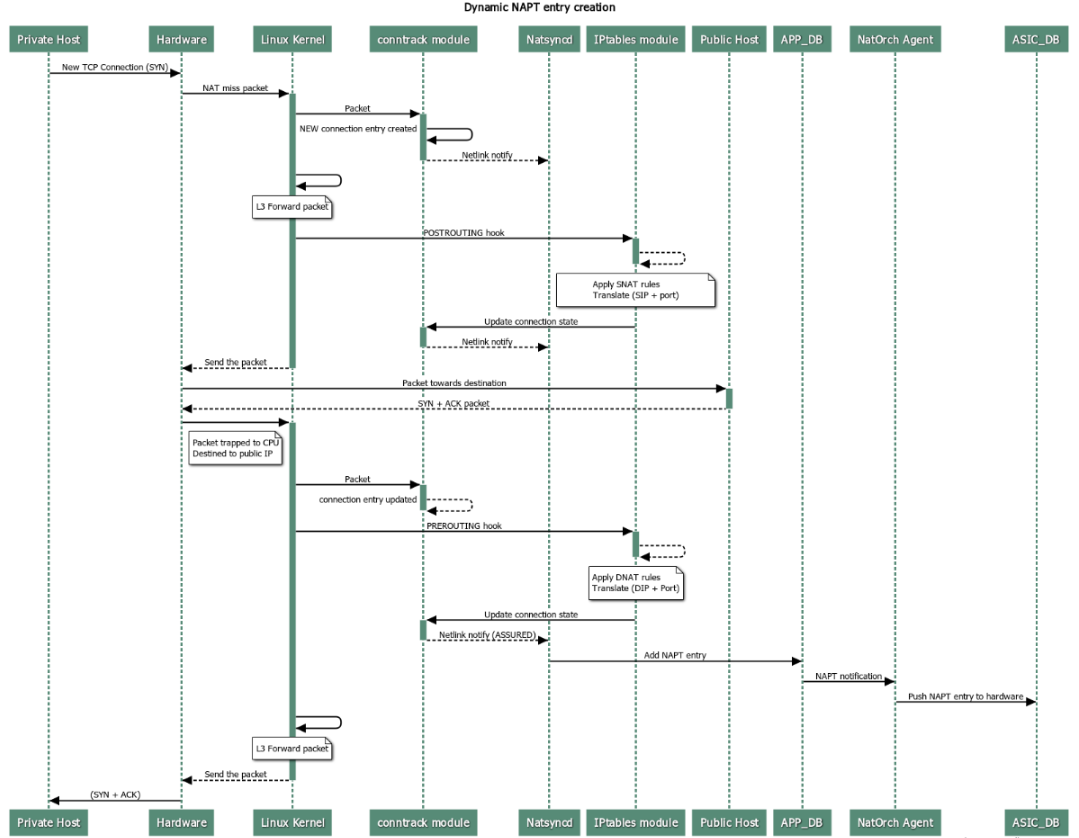 Dynamic NAPT entry creation
Private Host
Hardware
Linux Kernel
conntrack module
Natsyncd
IPtables module
Public Host
APP_DB
NatOrch Agent
ASIC_DB
New TCP Connection (SYN)
NAT miss packet
Packet
NEW connection entry created
Netlink notify
L3 Forward packet
POSTROUTING hook
Apply SNAT rules
Translate (SIP + port)
Update connection state
Netlink notify
Send the packet
Packet towards destination
SYN + ACK packet
Packet trapped to CPU
Destined to public IP
Packet
connection entry updated
PREROUTING hook
Apply DNAT rules
Translate (DIP + Port)
Update connection state
Netlink notify (ASSURED)
Add NAPT entry
NAPT notification
Push NAPT entry to hardware
L3 Forward packet
Send the packet
(SYN + ACK)
Private Host
Hardware
Linux Kernel
conntrack module
Natsyncd
IPtables module
Public Host
APP_DB
NatOrch Agent
ASIC_DB